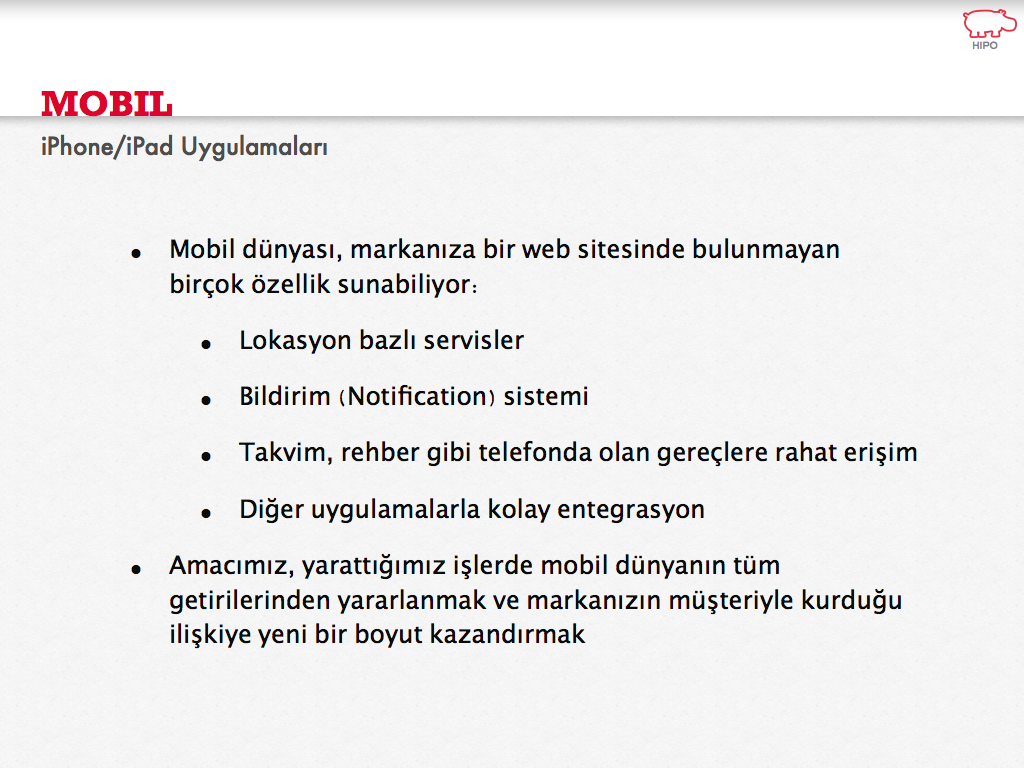 HIPO
MOBIL
iPhone/iPad Uygulamaları
• Mobil dünyası, markanıza bir web sitesinde bulunmayan
birçok özellik sunabiliyor:
• Lokasyon bazlı servisler
• Bildirim (Notification) sistemi
• Takvim, rehber gibi telefonda olan gereçlere rahat erişim
• Diğer uygulamalarla kolay entegrasyon
• Amacımız, yarattığımız işlerde mobil dünyanın tüm
getirilerinden yararlanmak ve markanızın müşteriyle kurduğu
ilişkiye yeni bir boyut kazandırmak